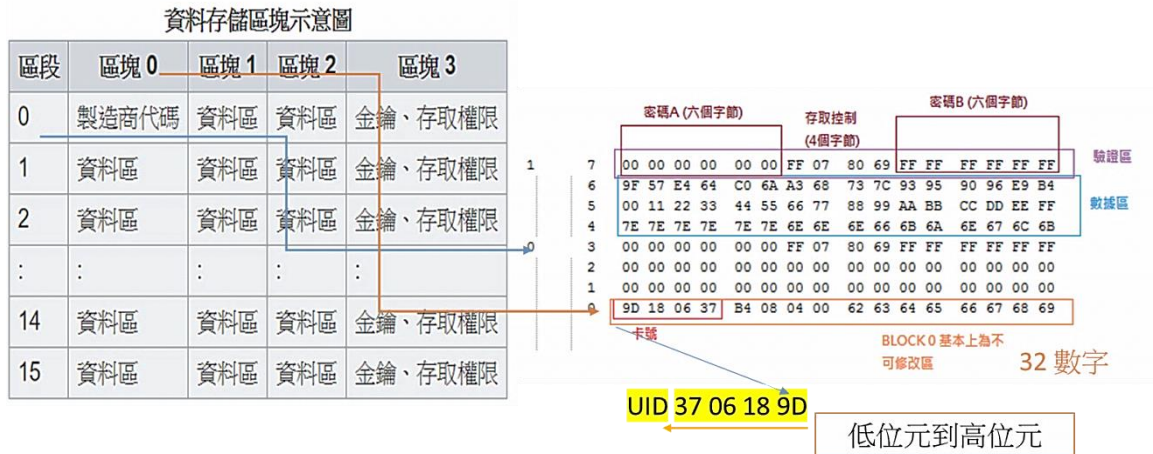 資料存儲區塊示意圖
區段 區塊 0 區塊 1 區塊 2 區塊 3
0 製造商代碼 資料區 資料區 金鑰、存取權限
1 資料區 資料區 資料區 金鑰、存取權限
2 資料區 資料區 資料區 金鑰、存取權限
: : : : :
14 資料區 資料區 資料區 金鑰、存取權限
15 資料區 資料區 資料區 金鑰、存取權限
密碼A (六個字節)
存取控制
(4個字節)
密碼B (六個字節)
1 7 00 00 00 00 00 00 FF 07 80 69 FF FF FF FF FF FF
驗證區
6 9F 57 E4 64 C0 6A A3 68 73 7C 93 95 90 96 E9 B4
5 00 11 22 33 44 55 66 77 88 99 AA BB CC DD EE FF
數據區
4 7E 7E 7E 7E 7E 7E 6E 6E 6E 66 6B 6A 6E 67 6C 6B
0 3 00 00 00 00 00 00 FF 07 80 69 FF FF FF FF FF FF
2 00 00 00 00 00 00 00 00 00 00 00 00 00 00 00 00
1 00 00 00 00 00 00 00 00 00 00 00 00 00 00 00 00
0 9D 18 06 37 B4 08 04 00 62 63 64 65 66 67 68 69
卡號
BLOCK 0 基本上為不
可修改區
32 數字
UID 37 06 18 9D
低位元到高位元